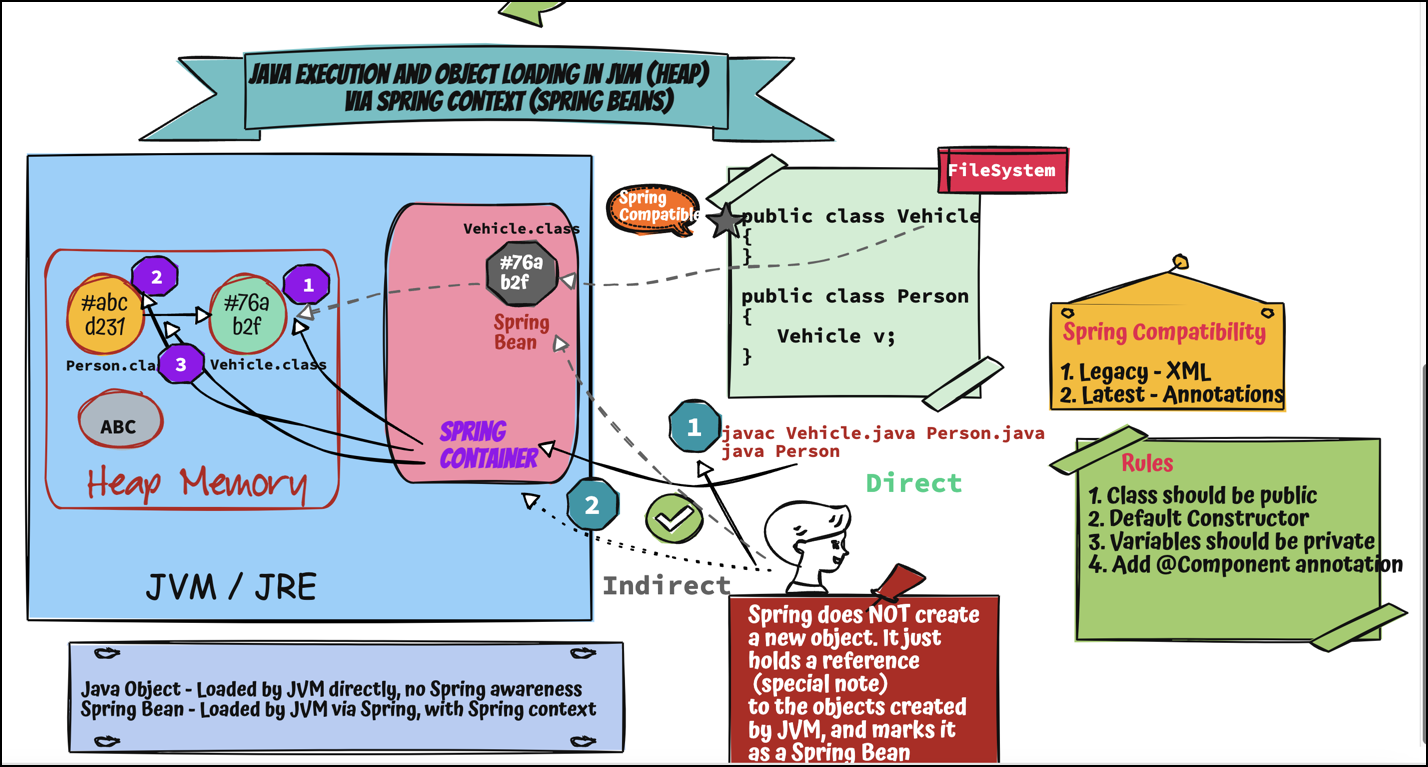 JAVA EXECUTION AND OBJECT LOADING IN JVM (HEAP)
VIA SPRING CONTEXT (SPRING BEANS)
FileSystem
Spring
Compatible
public class Vehicle
{
}
public class Person
{
Vehicle v;
}
Vehicle.class
#76a
b2f
Spring
Bean
2
1
#abc
d231
#76a
b2f
Person.cla
3
Vehicle.class
ABC
Heap Memory
SPRING
CONTAINER
JVM / JRE
1
javac Vehicle.java Person.java
java Person
Direct
2
Indirect
Spring Compatibility
1. Legacy - XML
2. Latest - Annotations
Rules
1. Class should be public
2. Default Constructor
3. Variables should be private
4. Add @Component annotation
Spring does NOT create
a new object. It just
holds a reference
(special note)
to the objects created
by JVM, and marks it
as a Spring Bean
Java Object - Loaded by JVM directly, no Spring awareness
Spring Bean - Loaded by JVM via Spring, with Spring context